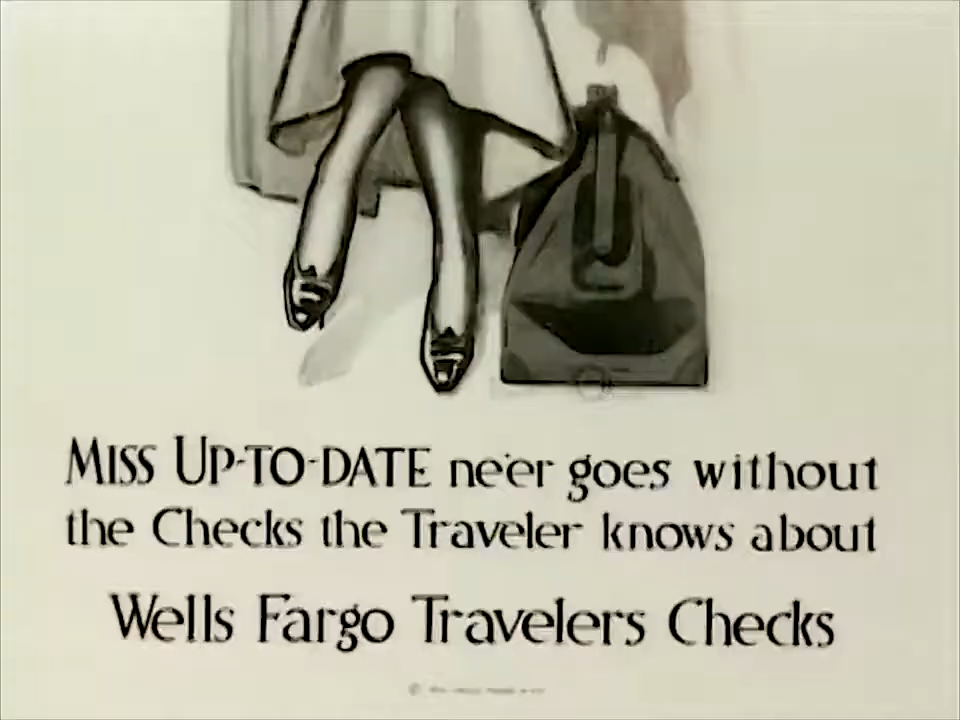 MISS UP-TO-DATE ne'er goes without
the Checks the Traveler knows about
Wells Fargo Travelers Checks
©